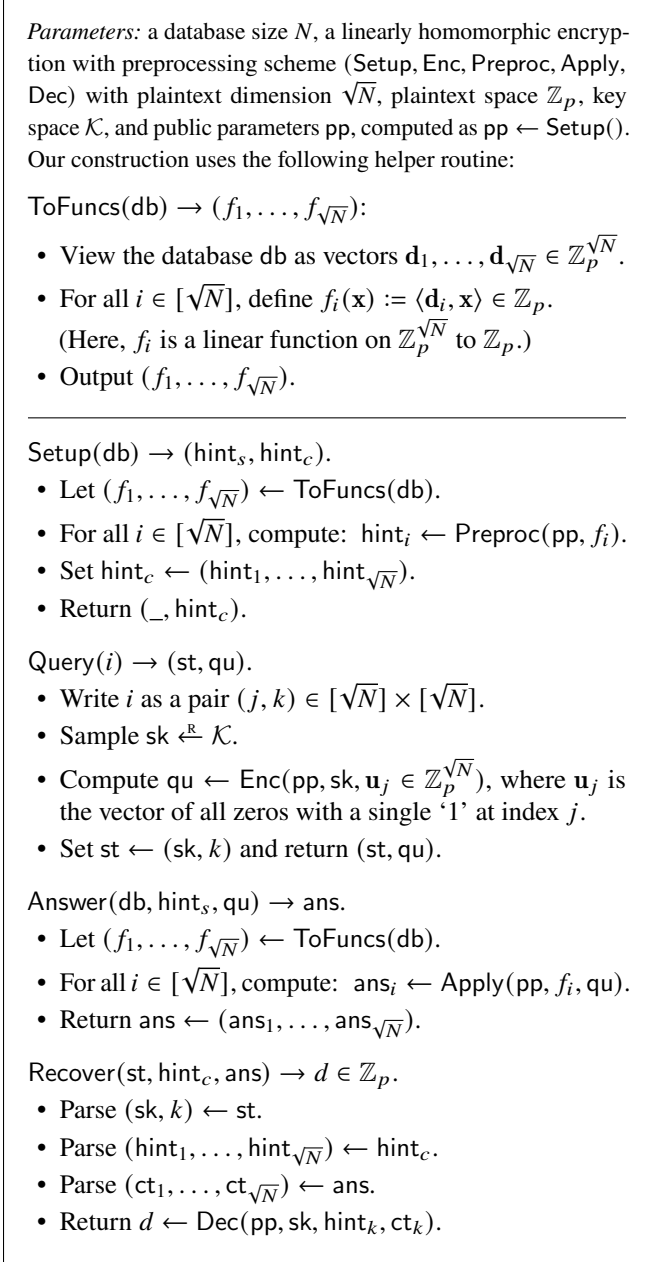 Parameters: a database size N, a linearly homomorphic encryp-
tion with preprocessing scheme (Setup, Enc, Preproc, Apply,
Dec) with plaintext dimension √N, plaintext space ℤ_p, key
space 𝒦, and public parameters pp, computed as pp ← Setup().
Our construction uses the following helper routine:
ToFuncs(db) → (f_1, . . . , f_√N):
• View the database db as vectors d_1, . . . , d_√N ∈ ℤ_p^√N.
• For all i ∈ [√N], define f_i(x) := ⟨d_i, x⟩ ∈ ℤ_p.
(Here, f_i is a linear function on ℤ_p^√N to ℤ_p.)
• Output (f_1, . . . , f_√N).
Setup(db) → (hint_s, hint_c).
• Let (f_1, . . . , f_√N) ← ToFuncs(db).
• For all i ∈ [√N], compute: hint_i ← Preproc(pp, f_i).
• Set hint_c ← (hint_1, . . . , hint_√N).
• Return (_, hint_c).
Query(i) → (st, qu).
• Write i as a pair (j, k) ∈ [√N] × [√N].
• Sample sk ←^R 𝒦.
• Compute qu ← Enc(pp, sk, u_j ∈ ℤ_p^√N), where u_j is
the vector of all zeros with a single ‘1’ at index j.
• Set st ← (sk, k) and return (st, qu).
Answer(db, hint_s, qu) → ans.
• Let (f_1, . . . , f_√N) ← ToFuncs(db).
• For all i ∈ [√N], compute: ans_i ← Apply(pp, f_i, qu).
• Return ans ← (ans_1, . . . , ans_√N).
Recover(st, hint_c, ans) → d ∈ ℤ_p.
• Parse (sk, k) ← st.
• Parse (hint_1, . . . , hint_√N) ← hint_c.
• Parse (ct_1, . . . , ct_√N) ← ans.
• Return d ← Dec(pp, sk, hint_k, ct_k).